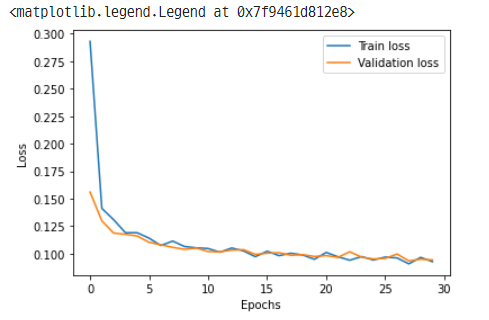 <matplotlib.legend.Legend at 0x7f9461d812e8>
0.300
0.275
0.250
0.225
0.200
0.175
0.150
0.125
0.100
Loss
Train loss
Validation loss
0 5 10 15 20 25 30
Epochs